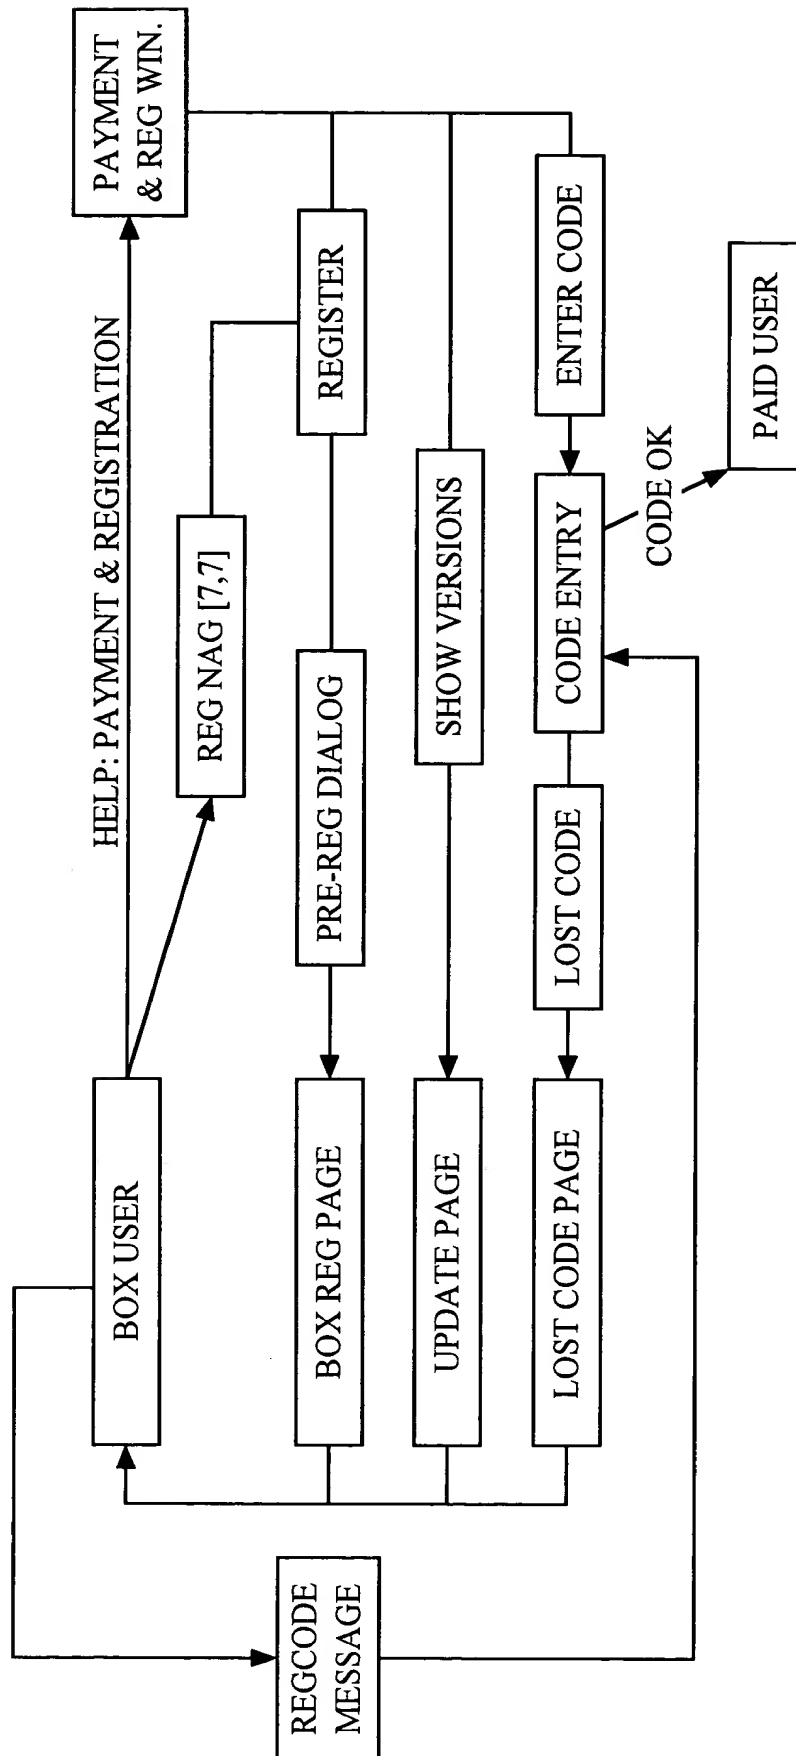 REGCODE
MESSAGE
BOX USER
HELP: PAYMENT & REGISTRATION
PAYMENT
& REG WIN.
REG NAG [7,7]
BOX REG PAGE
PRE-REG DIALOG
REGISTER
UPDATE PAGE
SHOW VERSIONS
LOST CODE PAGE
LOST CODE
CODE ENTRY
ENTER CODE
CODE OK
PAID USER